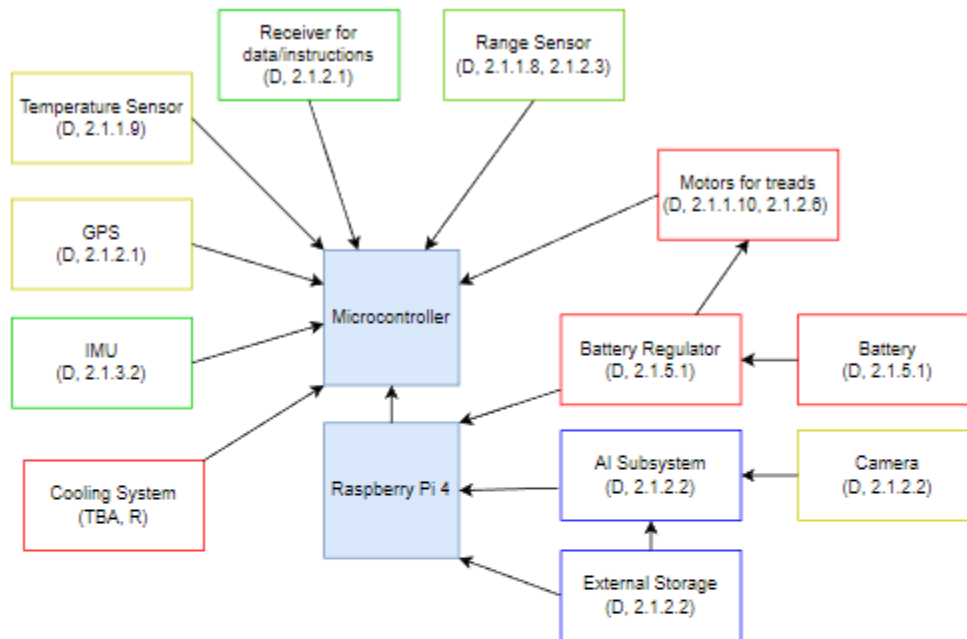 Receiver for
data/instructions
(D, 2.1.2.1)
Range Sensor
(D, 2.1.1.8, 2.1.2.3)
Temperature Sensor
(D, 2.1.1.9)
Motors for treads
(D, 2.1.1.10, 2.1.2.6)
GPS
(D, 2.1.2.1)
Microcontroller
IMU
(D, 2.1.3.2)
Battery Regulator
(D, 2.1.5.1)
Battery
(D, 2.1.5.1)
Cooling System
(TBA, R)
Raspberry Pi 4
AI Subsystem
(D, 2.1.2.2)
Camera
(D, 2.1.2.2)
External Storage
(D, 2.1.2.2)